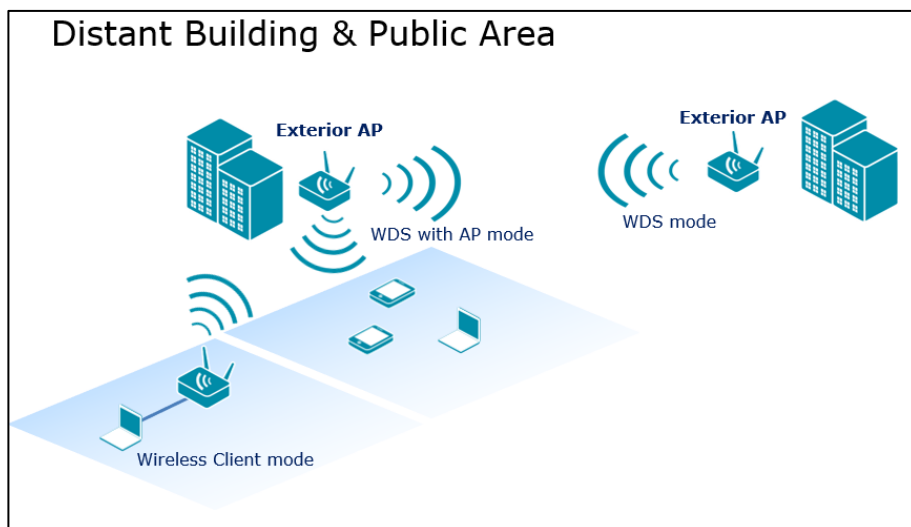 Distant Building & Public Area
Exterior AP
Exterior AP
WDS with AP mode
WDS mode
Wireless Client mode